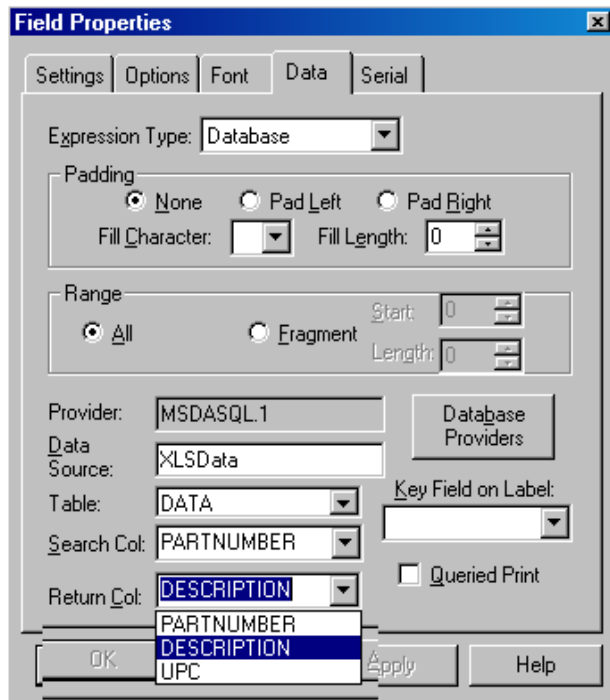 Field Properties
Settings Options Font Data Serial
Expression Type: Database
Padding
None Pad Left Pad Right
Fill Character: Fill Length: 0
Range
All Fragment
Start: 0
Length: 0
Provider: MSDASQL.1
Database Providers
Data Source: XLSData
Table: DATA
Key Field on Label:
Search Col: PARTNUMBER
Queried Print
Return Col: DESCRIPTION
PARTNUMBER
DESCRIPTION
UPC
OK Apply Help